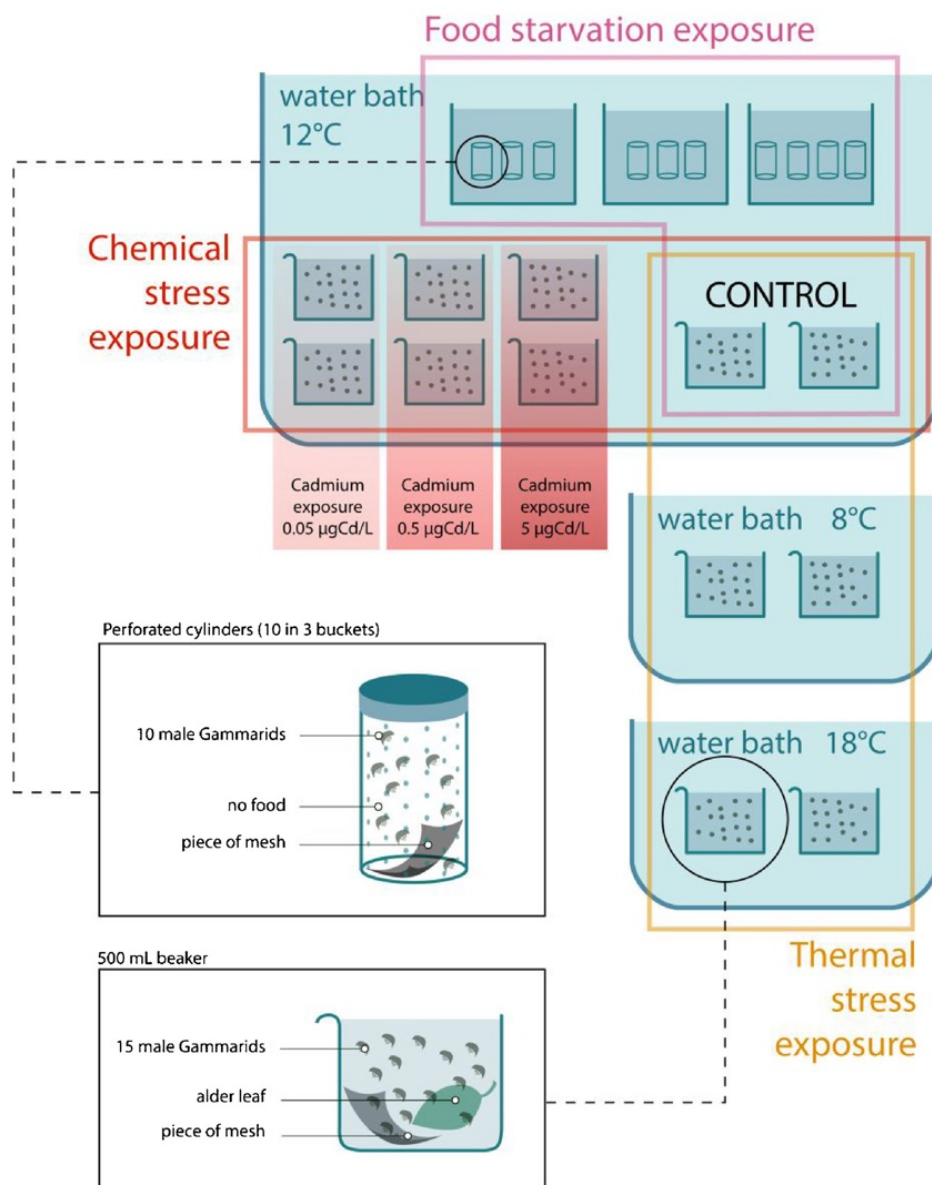 Food starvation exposure
water bath
12°C
Chemical
stress
exposure
CONTROL
Cadmium
exposure
0.05 µgCd/L
Cadmium
exposure
0.5 µgCd/L
Cadmium
exposure
5 µgCd/L
water bath 8°C
water bath 18°C
Thermal
stress
exposure
Perforated cylinders (10 in 3 buckets)
10 male Gammarids
no food
piece of mesh
500 mL beaker
15 male Gammarids
alder leaf
piece of mesh